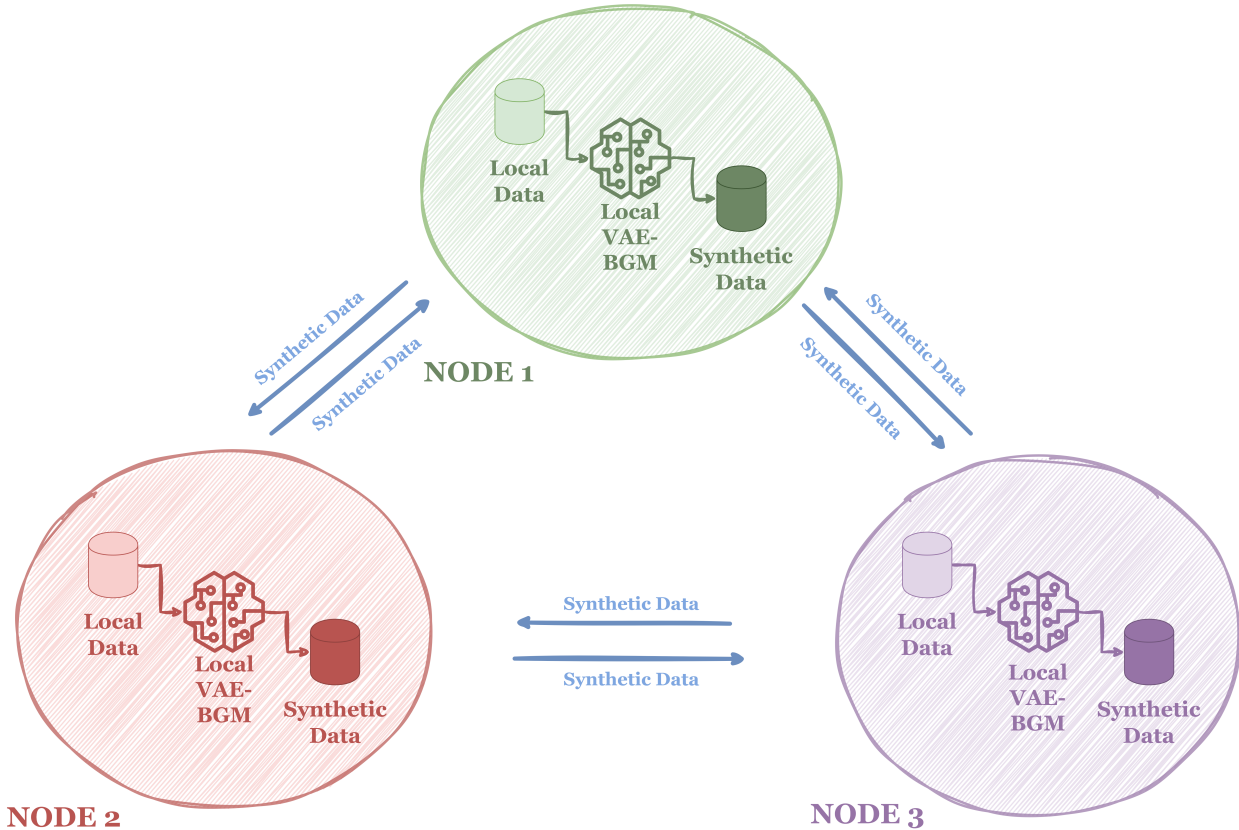 Local
Data
Local
VAE-
BGM
Synthetic
Data
NODE 1
Synthetic Data
Synthetic Data
Synthetic Data
Synthetic Data
Local
Data
Local
VAE-
BGM
Synthetic
Data
NODE 2
Synthetic Data
Synthetic Data
Local
Data
Local
VAE-
BGM
Synthetic
Data
NODE 3